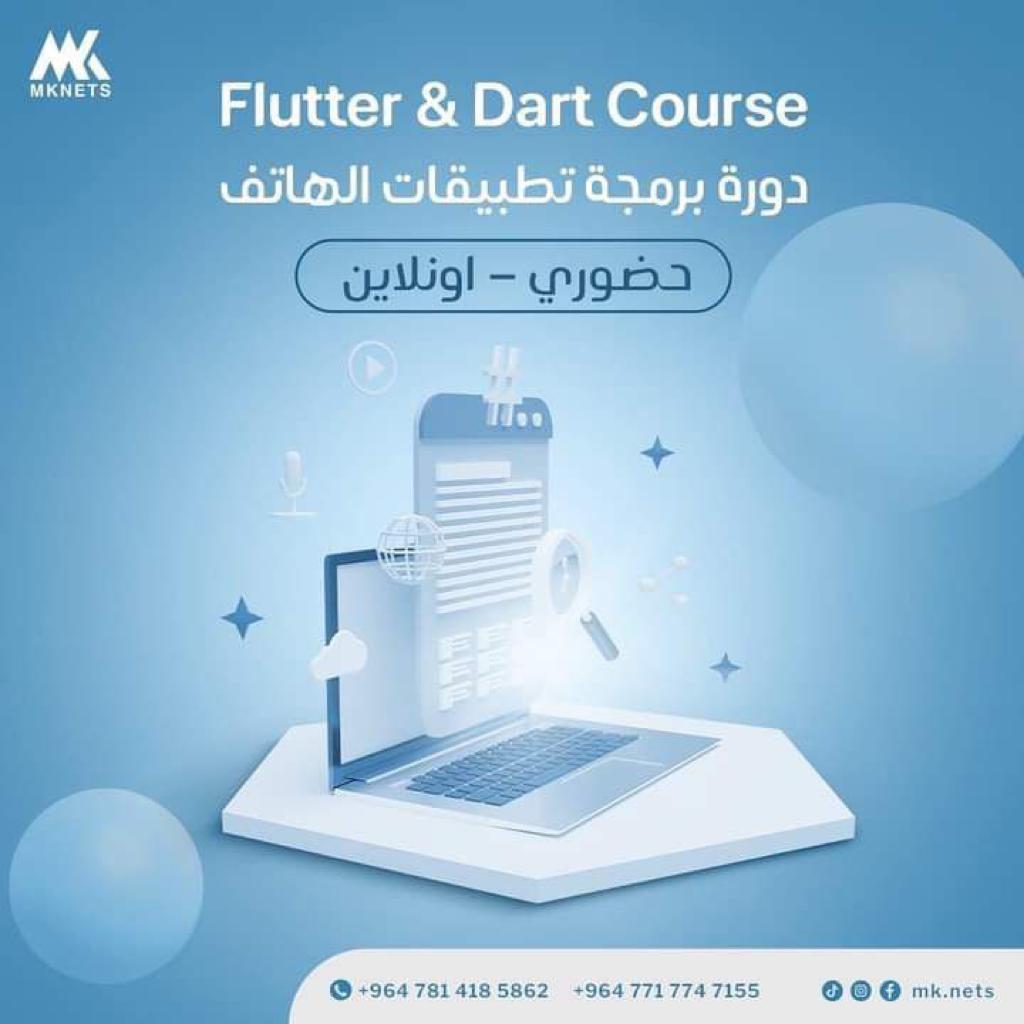 MKNETS
Flutter & Dart Course
دورة برمجة تطبيقات الهاتف
حضوري - اونلاين
+964 781 418 5862 +964 771 774 7155 mk.nets